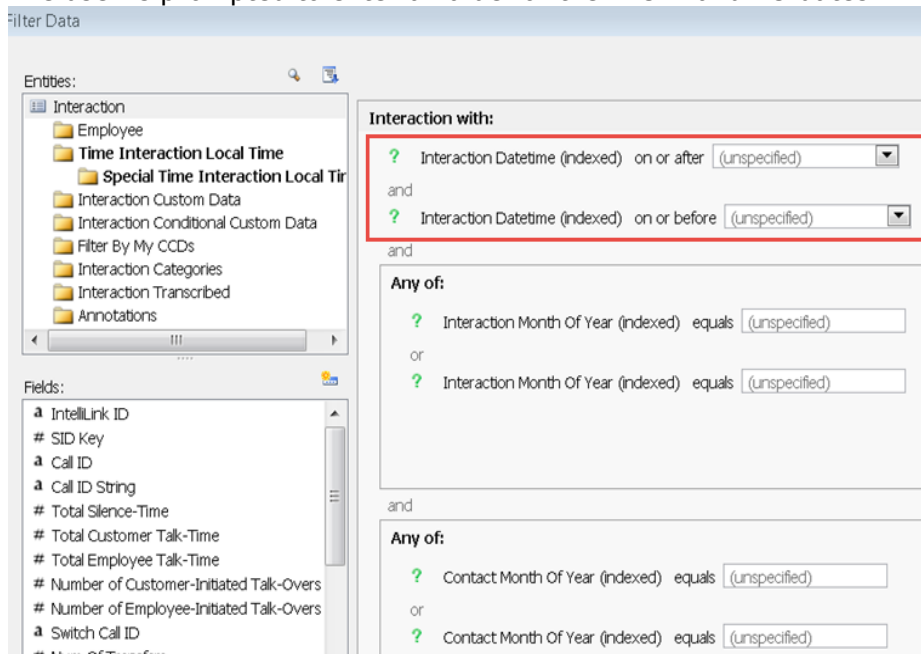 Filter Data
Entities:
Interaction
Employee
Time Interaction Local Time
Special Time Interaction Local Tir
Interaction Custom Data
Interaction Conditional Custom Data
Filter By My CCDs
Interaction Categories
Interaction Transcribed
Annotations
Fields:
a IntelliLink ID
# SID Key
a Call ID
a Call ID String
# Total Silence-Time
# Total Customer Talk-Time
# Total Employee Talk-Time
# Number of Customer-Initiated Talk-Overs
# Number of Employee-Initiated Talk-Overs
a Switch Call ID
Interaction with:
? Interaction Datetime (indexed) on or after (unspecified)
and
? Interaction Datetime (indexed) on or before (unspecified)
and
Any of:
? Interaction Month Of Year (indexed) equals (unspecified)
or
? Interaction Month Of Year (indexed) equals (unspecified)
and
Any of:
? Contact Month Of Year (indexed) equals (unspecified)
or
? Contact Month Of Year (indexed) equals (unspecified)